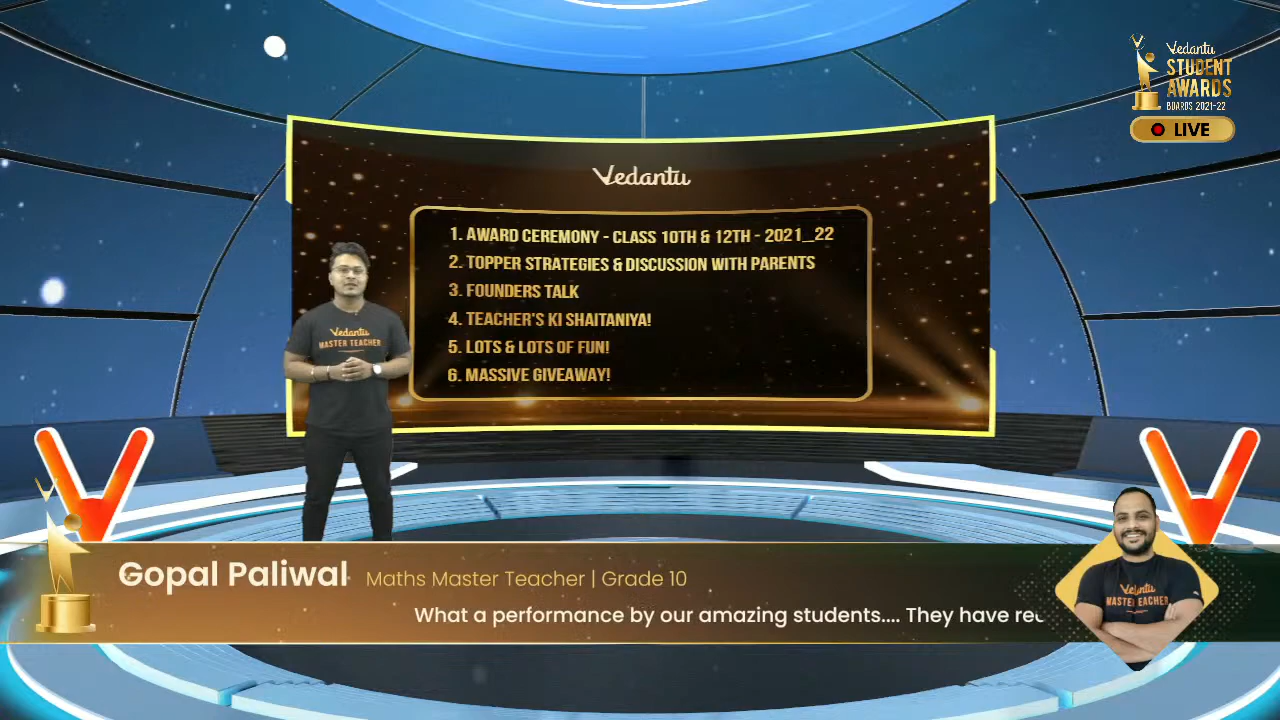 Vedantu
STUDENT
AWARDS
BOARDS 2021-22
LIVE
Vedantu
1. AWARD CEREMONY - CLASS 10TH & 12TH - 2021_22
2. TOPPER STRATEGIES & DISCUSSION WITH PARENTS
3. FOUNDERS TALK
4. TEACHER'S KI SHAITANIYA!
5. LOTS & LOTS OF FUN!
6. MASSIVE GIVEAWAY!
Vedantu
MASTER TEACHER
Gopal Paliwal Maths Master Teacher | Grade 10
What a performance by our amazing students.... They have
Vedantu
MASTER TEACHER